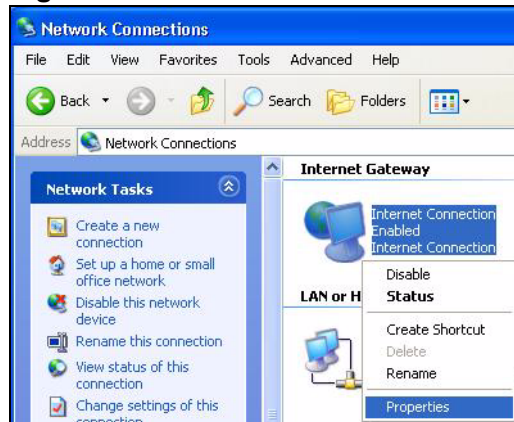 Network Connections
File Edit View Favorites Tools Advanced Help
Back Search Folders
Address Network Connections
Network Tasks
Create a new
connection
Set up a home or small
office network
Disable this network
device
Rename this connection
View status of this
connection
Change settings of this
connection
Internet Gateway
Internet Connection
Enabled
Internet Connection
LAN or H
Disable
Status
Create Shortcut
Delete
Rename
Properties